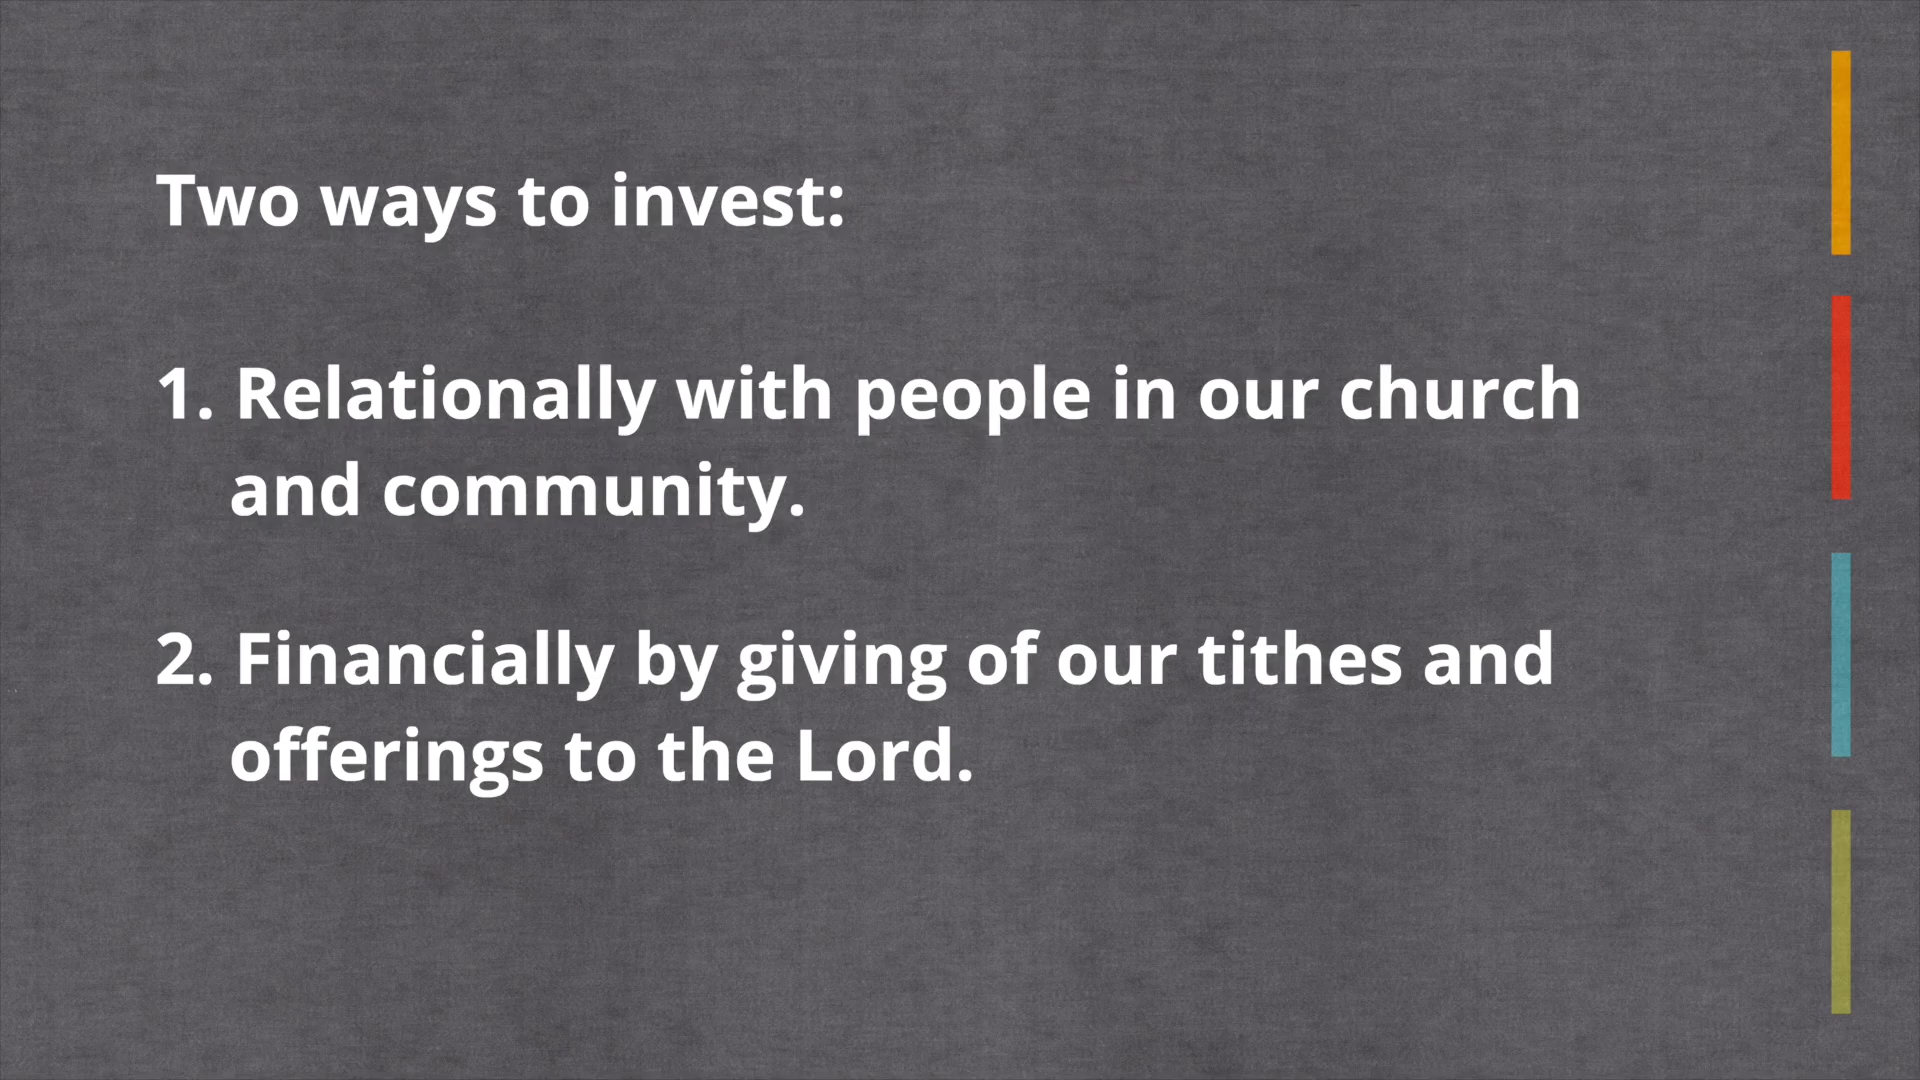 Two ways to invest:
1. Relationally with people in our church
and community.
2. Financially by giving of our tithes and
offerings to the Lord.